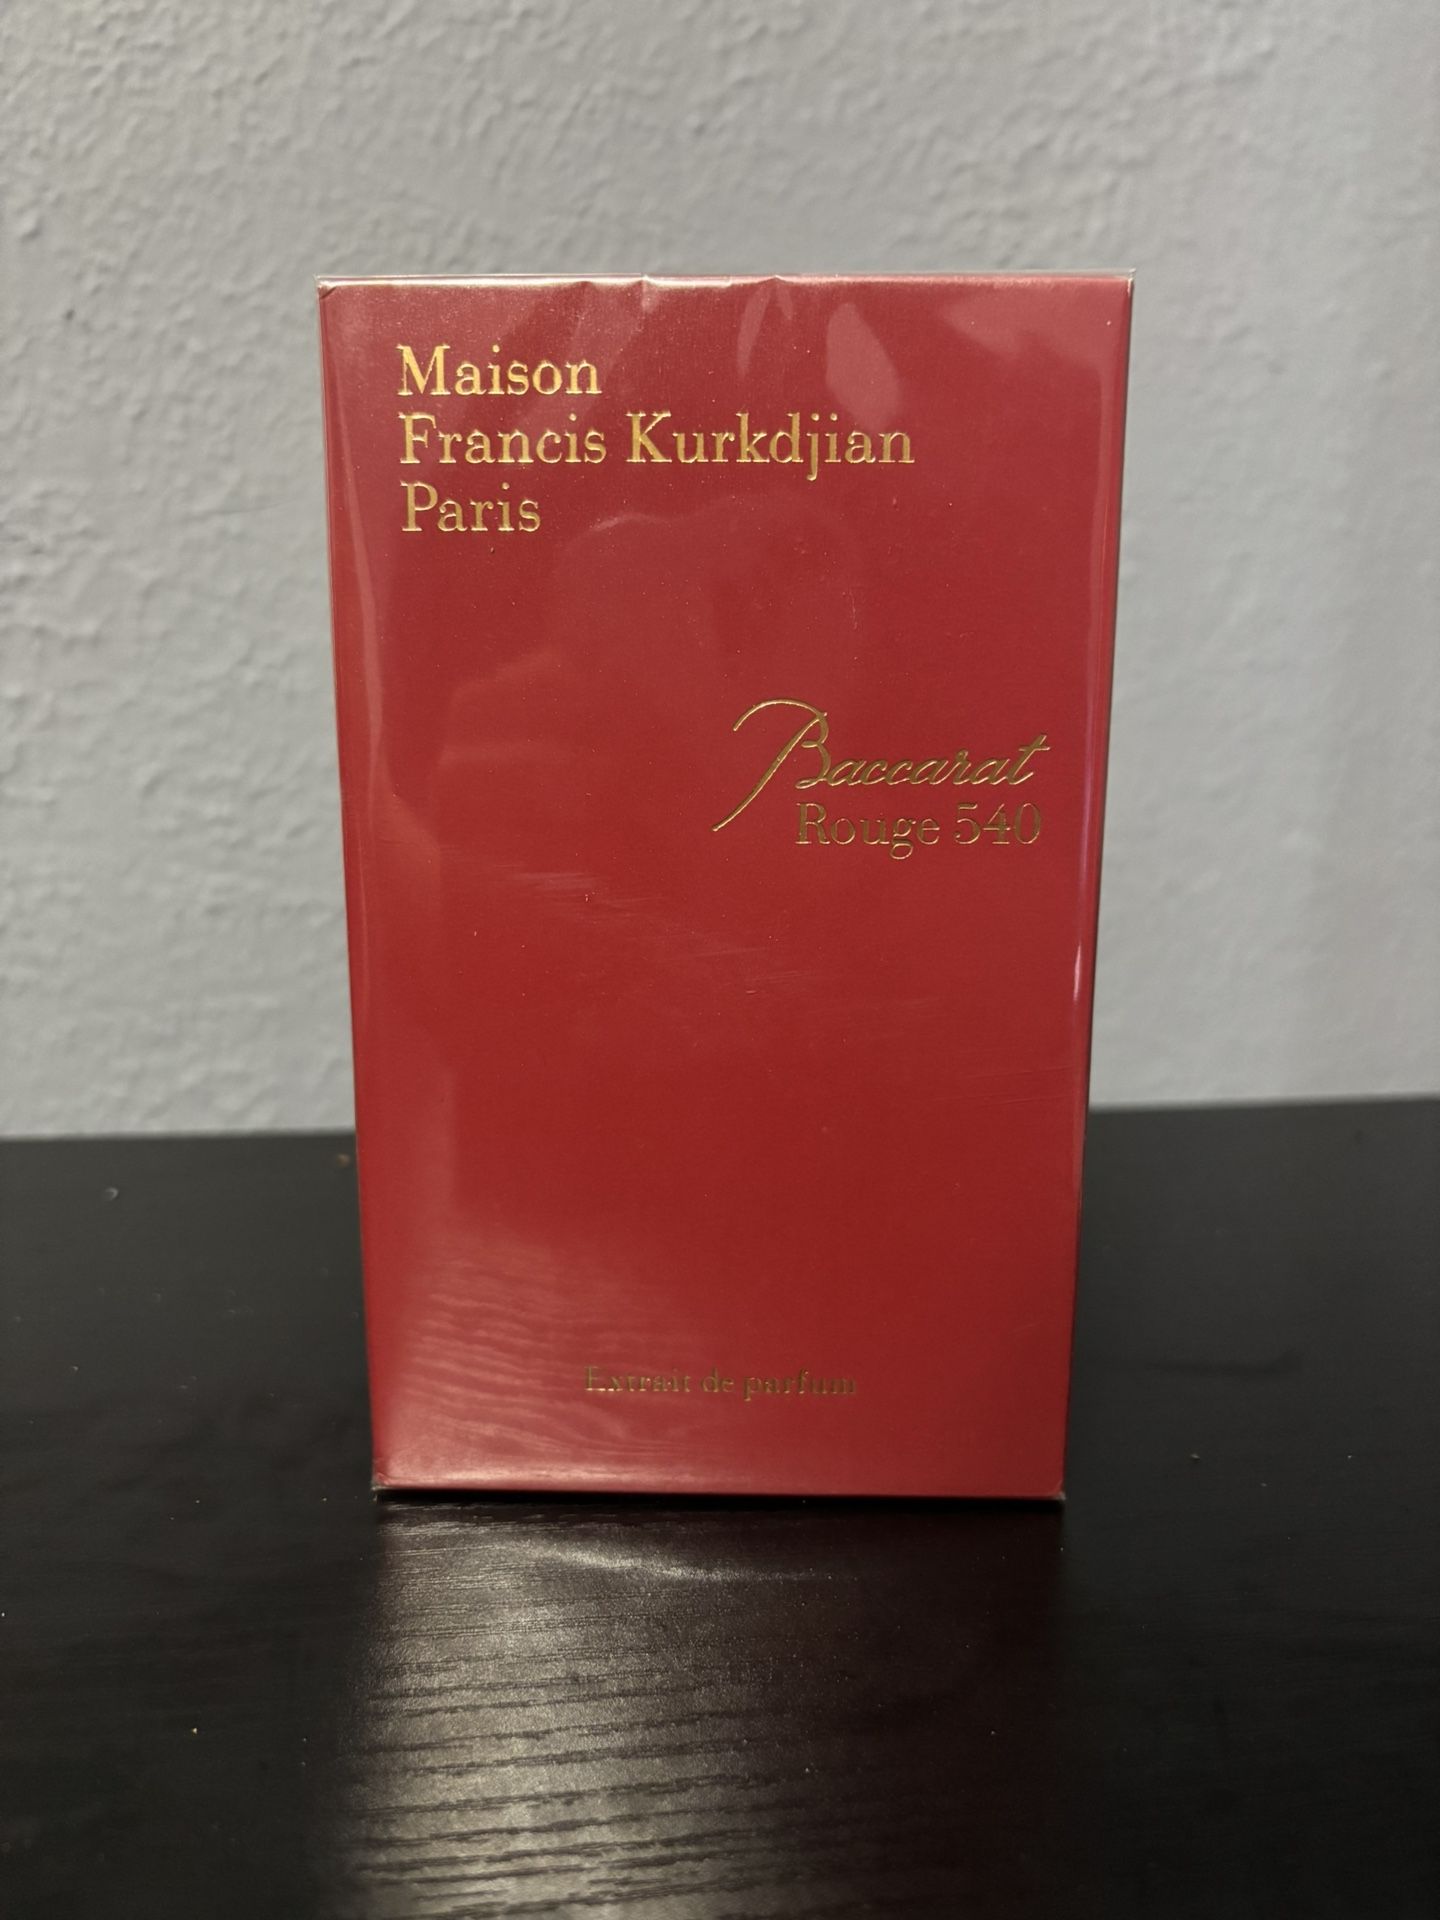 Maison
Francis Kurkdjian
Paris
Baccarat
Rouge 540
Extrait de parfum